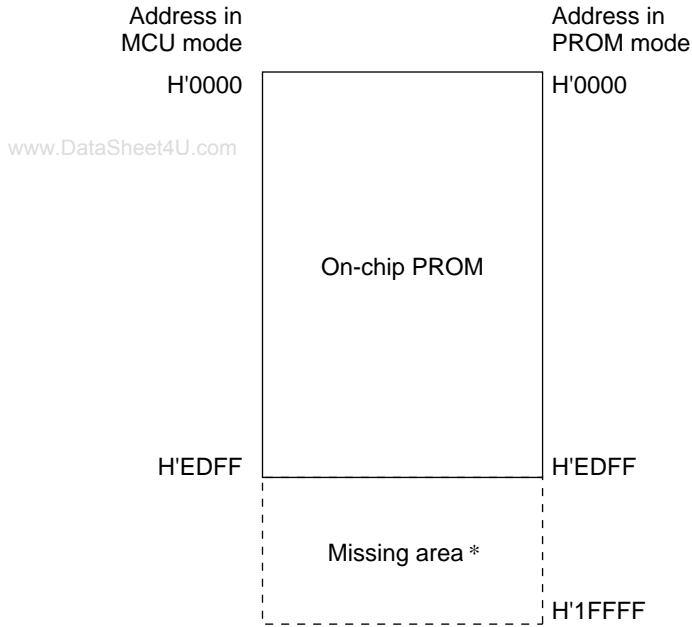 Address in
MCU mode
Address in
PROM mode
H'0000
H'0000
www.DataSheet4U.com
On-chip PROM
H'EDFF
H'EDFF
Missing area *
H'1FFFF